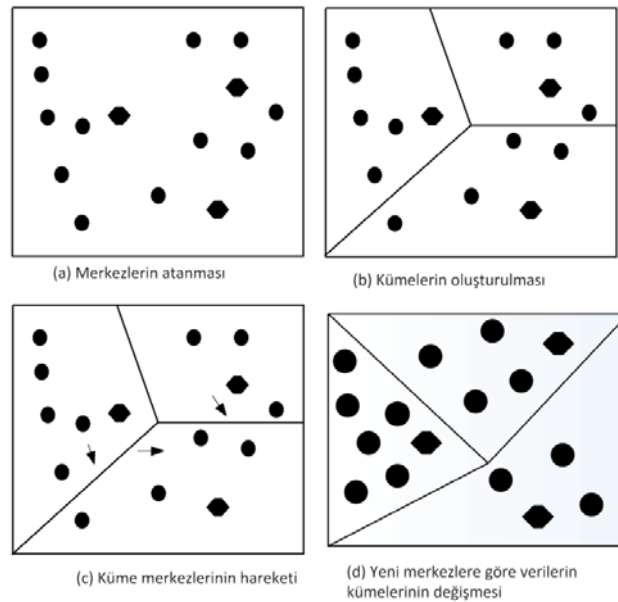 (a) Merkezlerin atanması
(b) Kümelerin oluşturulması
(c) Küme merkezlerinin hareketi
(d) Yeni merkezlere göre verilerin
kümelerinin değişmesi